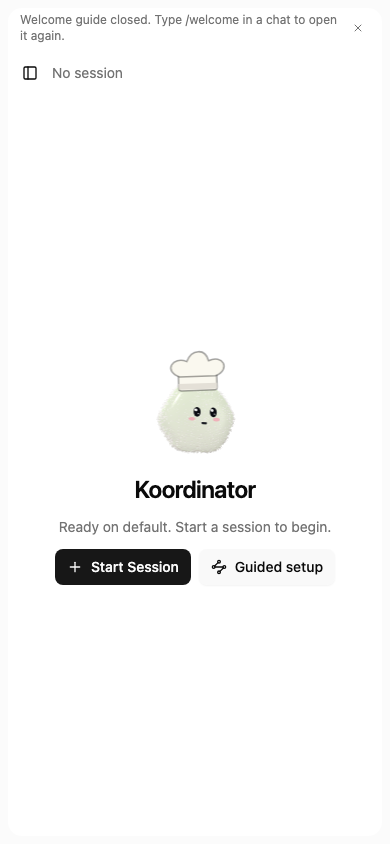 Welcome guide closed. Type /welcome in a chat to open
it again.
No session
Koordinator
Ready on default. Start a session to begin.
Start Session
Guided setup